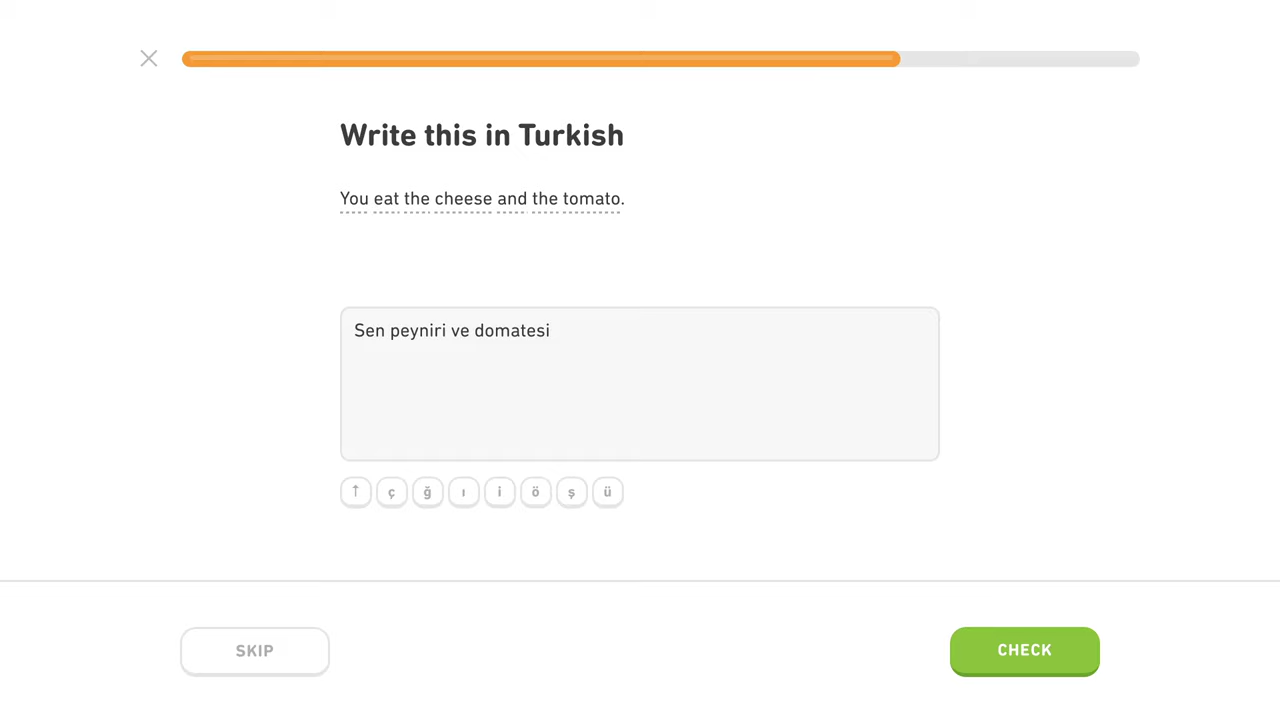 Write this in Turkish
You eat the cheese and the tomato.
Sen peyniri ve domatesi
↑ ç ğ ı i ö ş ü
SKIP
CHECK